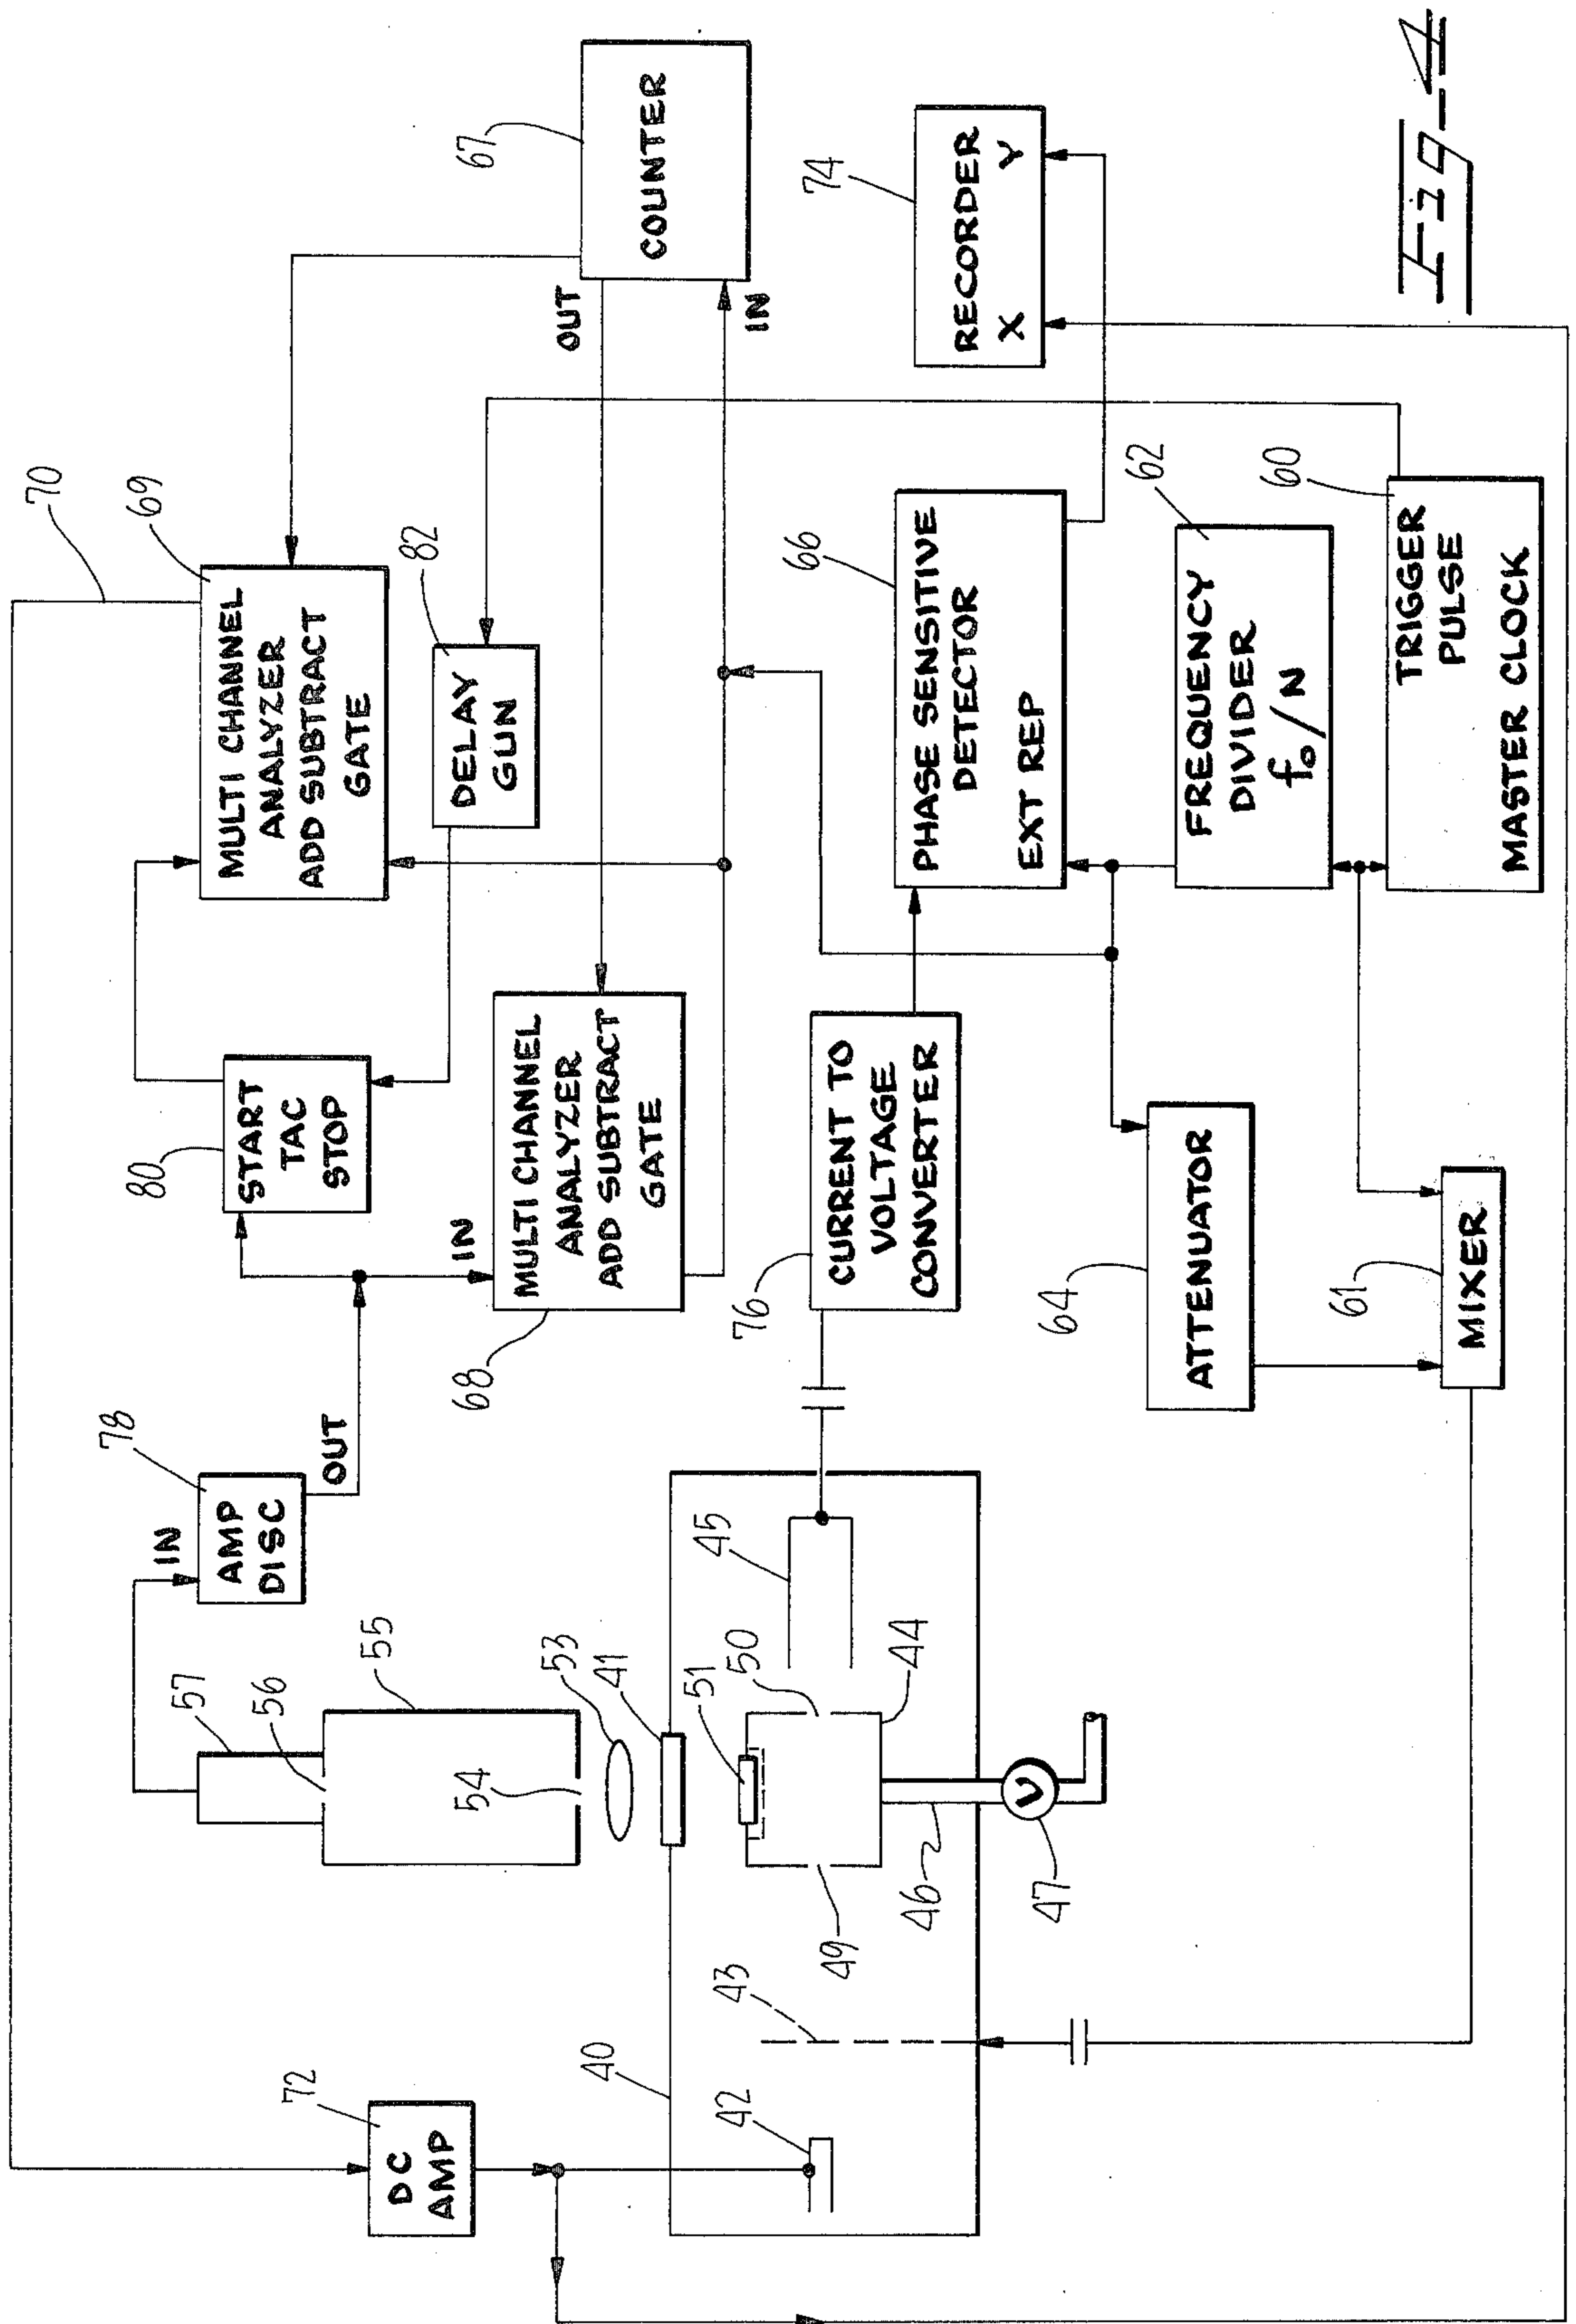 70
69
MULTI CHANNEL
ANALYZER
ADD SUBTRACT
GATE
67
COUNTER
OUT
IN
82
DELAY
GUN
80
START
TAC
STOP
78
IN
AMP
DISC
OUT
IN
68
MULTI CHANNEL
ANALYZER
ADD SUBTRACT
GATE
74
RECORDER
X Y
66
PHASE SENSITIVE
DETECTOR
EXT REP
62
FREQUENCY
DIVIDER
fo/N
60
TRIGGER
PULSE
MASTER CLOCK
76
CURRENT TO
VOLTAGE
CONVERTER
64
ATTENUATOR
61
MIXER
57
56
55
54
53
41
51
50
45
44
46
V
47
49
43
40
42
72
DC
AMP
Fig_4